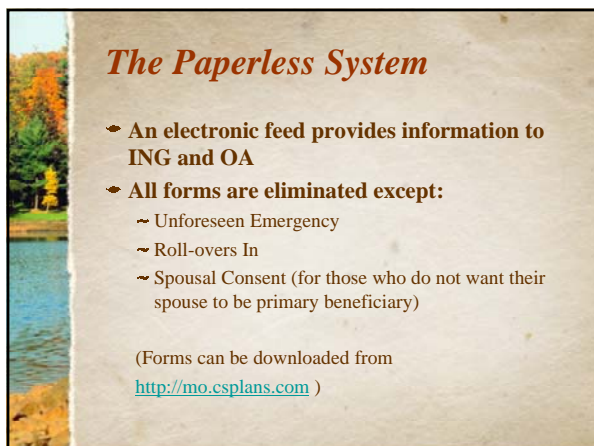 The Paperless System
An electronic feed provides information to
ING and OA
All forms are eliminated except:
Unforeseen Emergency
Roll-overs In
Spousal Consent (for those who do not want their
spouse to be primary beneficiary)
(Forms can be downloaded from
http://mo.csplans.com )